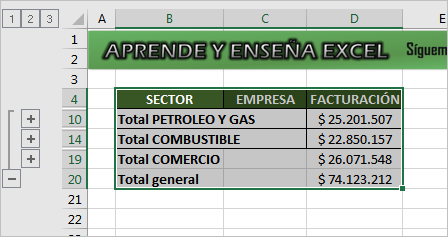 1 2 3 A B C D E
1 APRENDE Y ENSEÑA EXCEL Síguem
2
4 SECTOR EMPRESA FACTURACIÓN
10 Total PETROLEO Y GAS $ 25.201.507
14 Total COMBUSTIBLE $ 22.850.157
19 Total COMERCIO $ 26.071.548
20 Total general $ 74.123.212
21
22
23